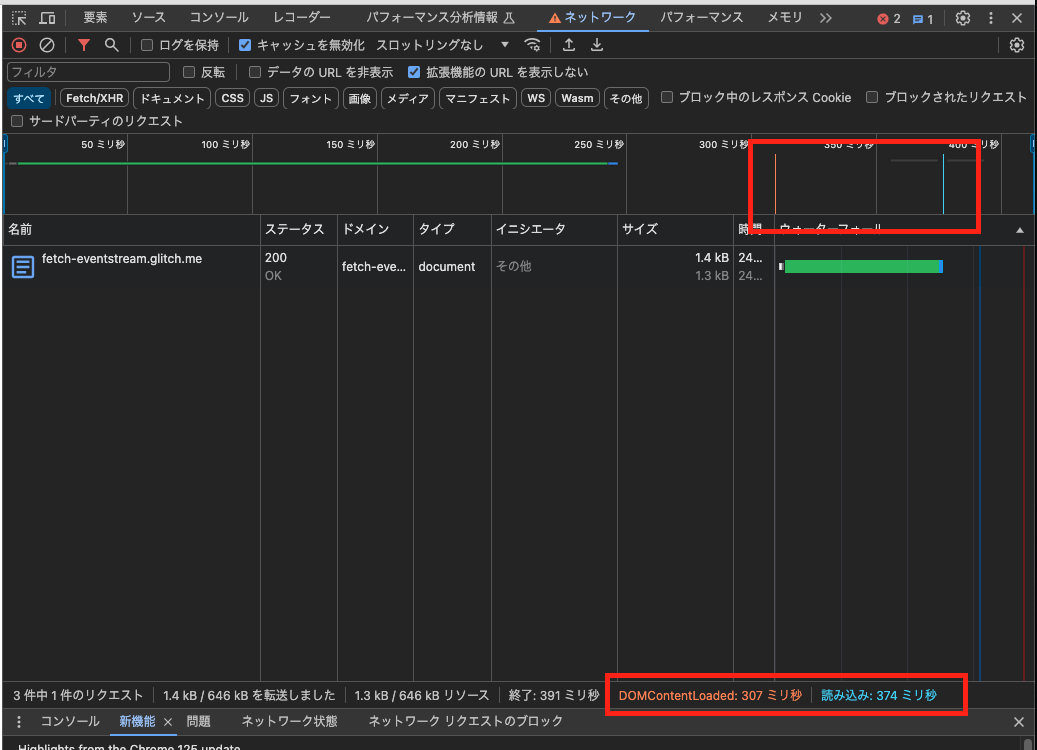 要素 ソース コンソール レコーダー パフォーマンス分析情報 ネットワーク パフォーマンス メモリ 2 1
ログを保持 キャッシュを無効化 スロットリングなし
フィルタ 反転 データの URL を非表示 拡張機能の URL を表示しない
すべて Fetch/XHR ドキュメント CSS JS フォント 画像 メディア マニフェスト WS Wasm その他 ブロック中のレスポンス Cookie ブロックされたリクエスト
サードパーティのリクエスト
50 ミリ秒 100 ミリ秒 150 ミリ秒 200 ミリ秒 250 ミリ秒 300 ミリ秒 350 ミリ秒 400 ミリ秒
名前 ステータス ドメイン タイプ イニシエータ サイズ 時間 ウォーターフォール
fetch-eventstream.glitch.me 200 fetch-eve... document その他 1.4 kB 24...
OK 1.3 kB 24...
3 件中 1 件のリクエスト 1.4 kB / 646 kB を転送しました 1.3 kB / 646 kB リソース 終了: 391 ミリ秒 DOMContentLoaded: 307 ミリ秒 読み込み: 374 ミリ秒
コンソール 新機能 問題 ネットワーク状態 ネットワーク リクエストのブロック
Highlights from the Chrome 125 update